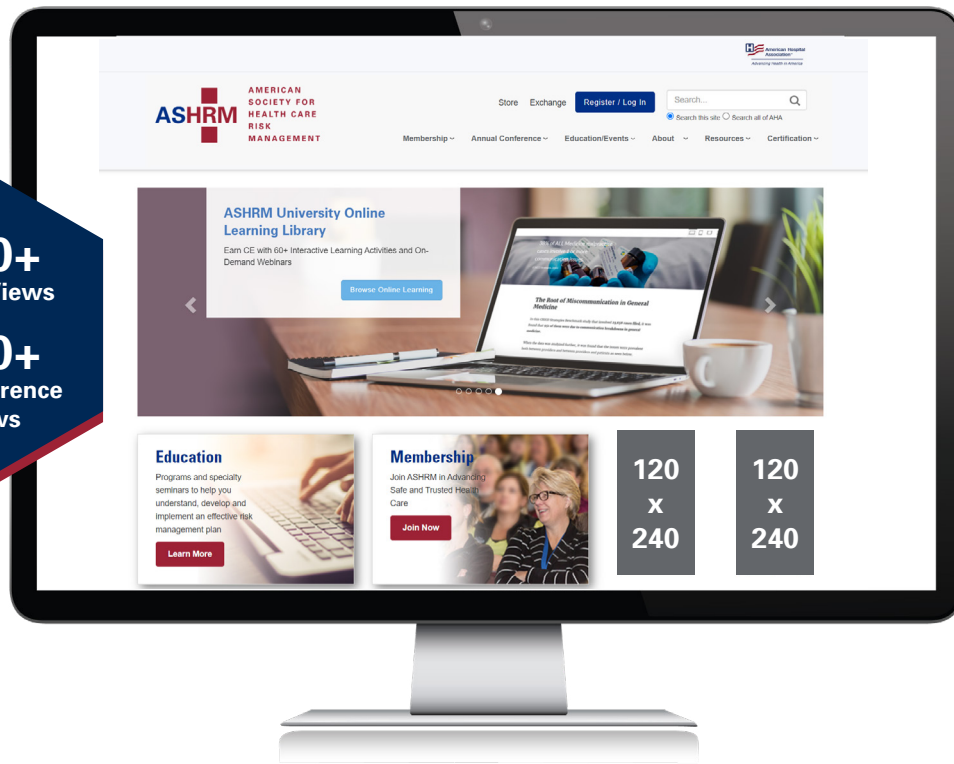 American Hospital
Association
Advancing Health in America
ASHRM
AMERICAN
SOCIETY FOR
HEALTH CARE
RISK
MANAGEMENT
Store Exchange Register / Log In Search...
Search this site Search all of AHA
Membership Annual Conference Education/Events About Resources Certification
0+
iews
0+
rence
ws
ASHRM University Online
Learning Library
Earn CE with 60+ Interactive Learning Activities and On-
Demand Webinars
Browse Online Learning
The Root of Miscommunication in General
Medicine
Education
Programs and specialty
seminars to help you
understand, develop and
implement an effective risk
management plan
Learn More
Membership
Join ASHRM in Advancing
Safe and Trusted Health
Care
Join Now
120
x
240
120
x
240